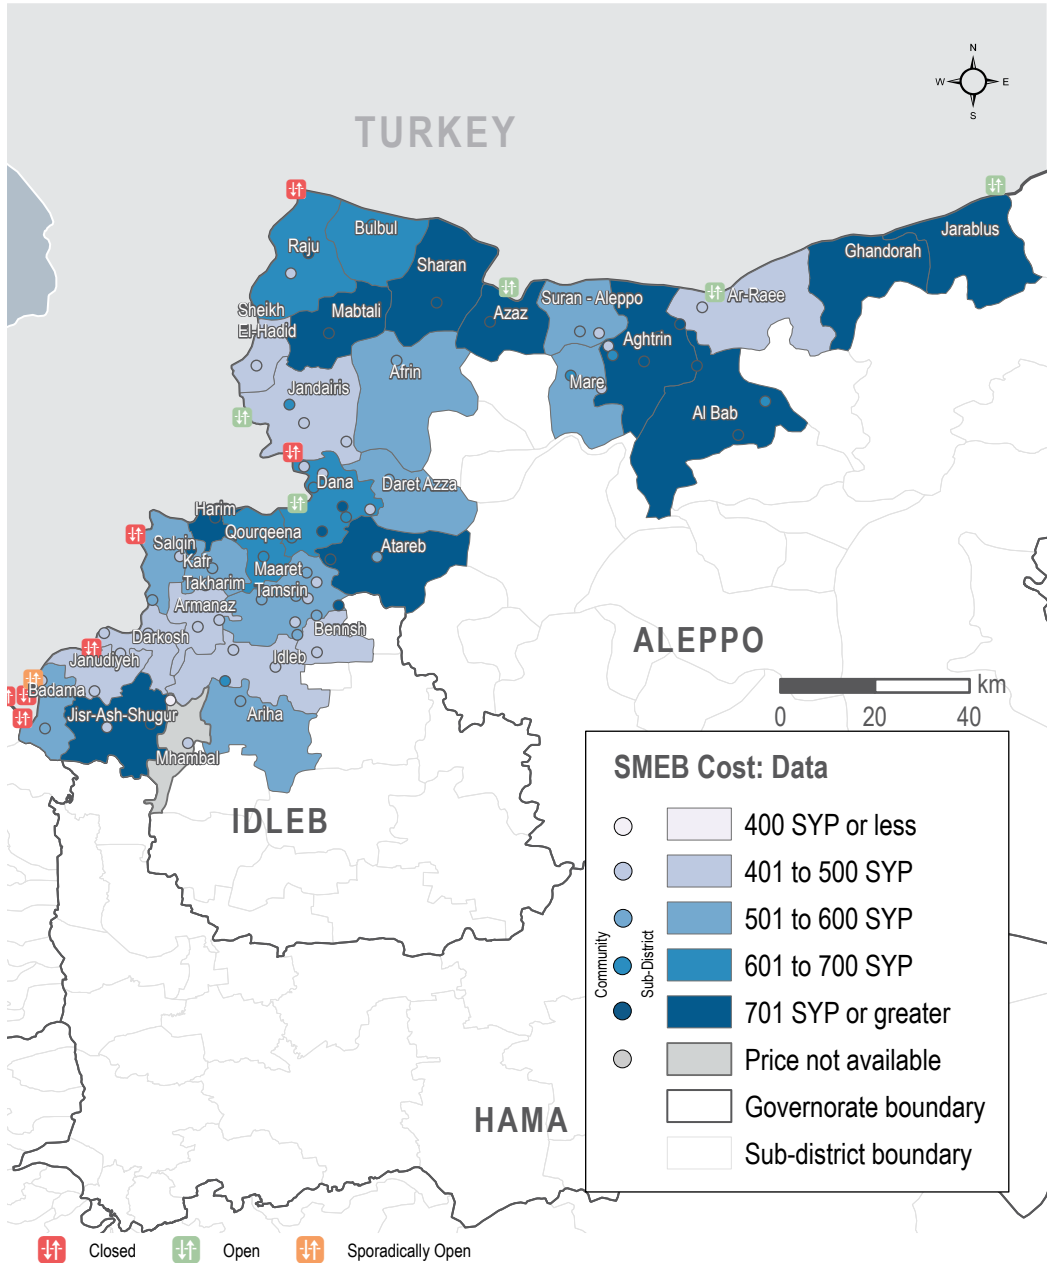 N
W E
S
TURKEY
Jarablus
Bulbul
Raju
Ghandorah
Sharan
Ar-Raee
Suran - Aleppo
Sheikh
El-Hadid
Mabtali
Azaz
Aghtrin
Afrin
Jandairis
Mare
Al Bab
Dana
Daret Azza
Harim
Qourqeena
Salqin
Atareb
Kafr
Takharim
Maaret
Tamsrin
Armanaz
Bennsh
Darkosh
Janudiyeh
Idleb
ALEPPO
Badama
Jisr-Ash-Shugur
Ariha
km
0 20 40
Mhambal
IDLEB
SMEB Cost: Data
400 SYP or less
401 to 500 SYP
501 to 600 SYP
Community
Sub-District
601 to 700 SYP
701 SYP or greater
Price not available
Governorate boundary
Sub-district boundary
HAMA
Closed
Open
Sporadically Open